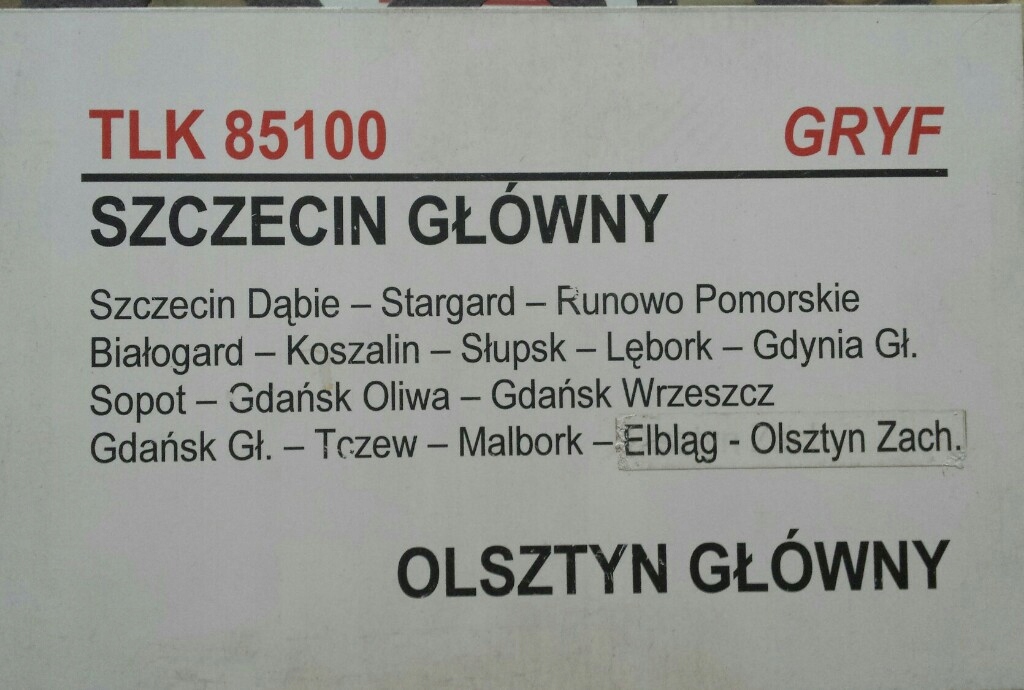 TLK 85100 GRYF
SZCZECIN GŁÓWNY
Szczecin Dąbie – Stargard – Runowo Pomorskie
Białogard – Koszalin – Słupsk – Lębork – Gdynia Gł.
Sopot – Gdańsk Oliwa – Gdańsk Wrzeszcz
Gdańsk Gł. – Tczew – Malbork – Elbląg - Olsztyn Zach.
OLSZTYN GŁÓWNY